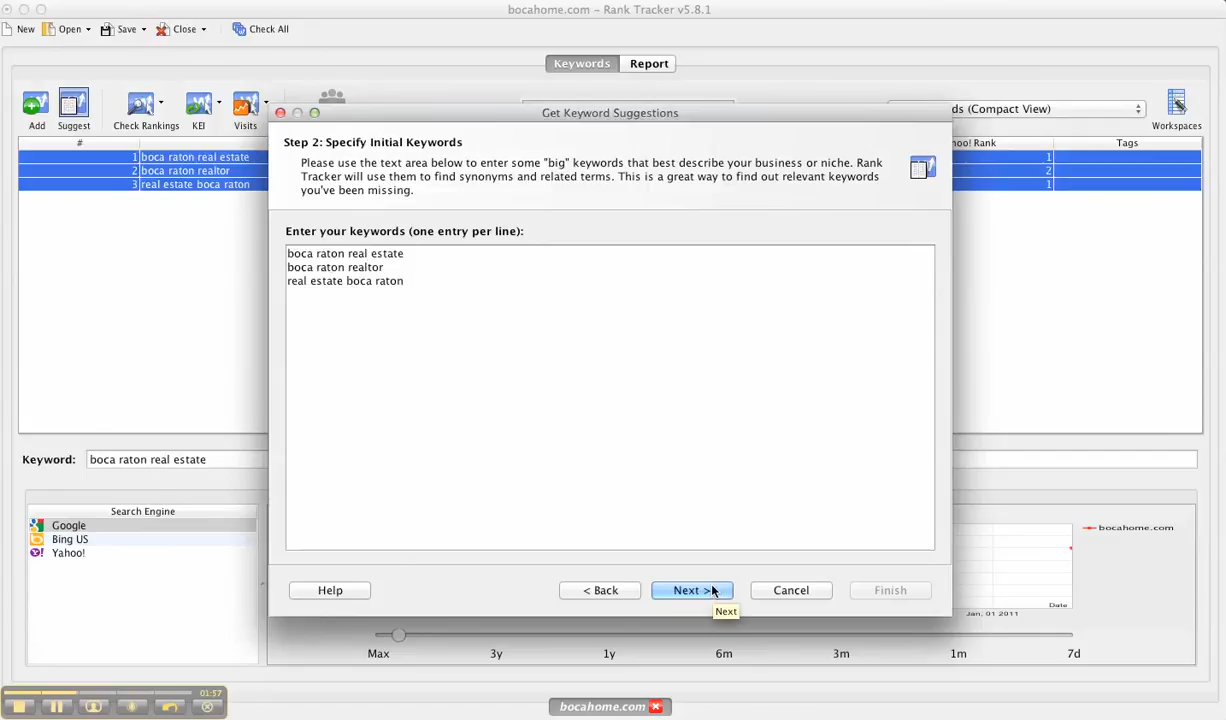 bocahome.com – Rank Tracker v5.8.1
New Open Save Close Check All
Keywords Report
Add Suggest Check Rankings KEI Visits
ds (Compact View)
Workspaces
Get Keyword Suggestions
Step 2: Specify Initial Keywords
Please use the text area below to enter some "big" keywords that best describe your business or niche. Rank
Tracker will use them to find synonyms and related terms. This is a great way to find out relevant keywords
you've been missing.
# oo! Rank Tags
1 boca raton real estate 1
2 boca raton realtor 2
3 real estate boca raton 1
Enter your keywords (one entry per line):
boca raton real estate
boca raton realtor
real estate boca raton
Keyword: boca raton real estate
Search Engine
Google
Bing US
Yahoo!
bocahome.com
Date
Jan, 01 2011
Help < Back Next > Cancel Finish
Next
Max 3y 1y 6m 3m 1m 7d
01:57
bocahome.com